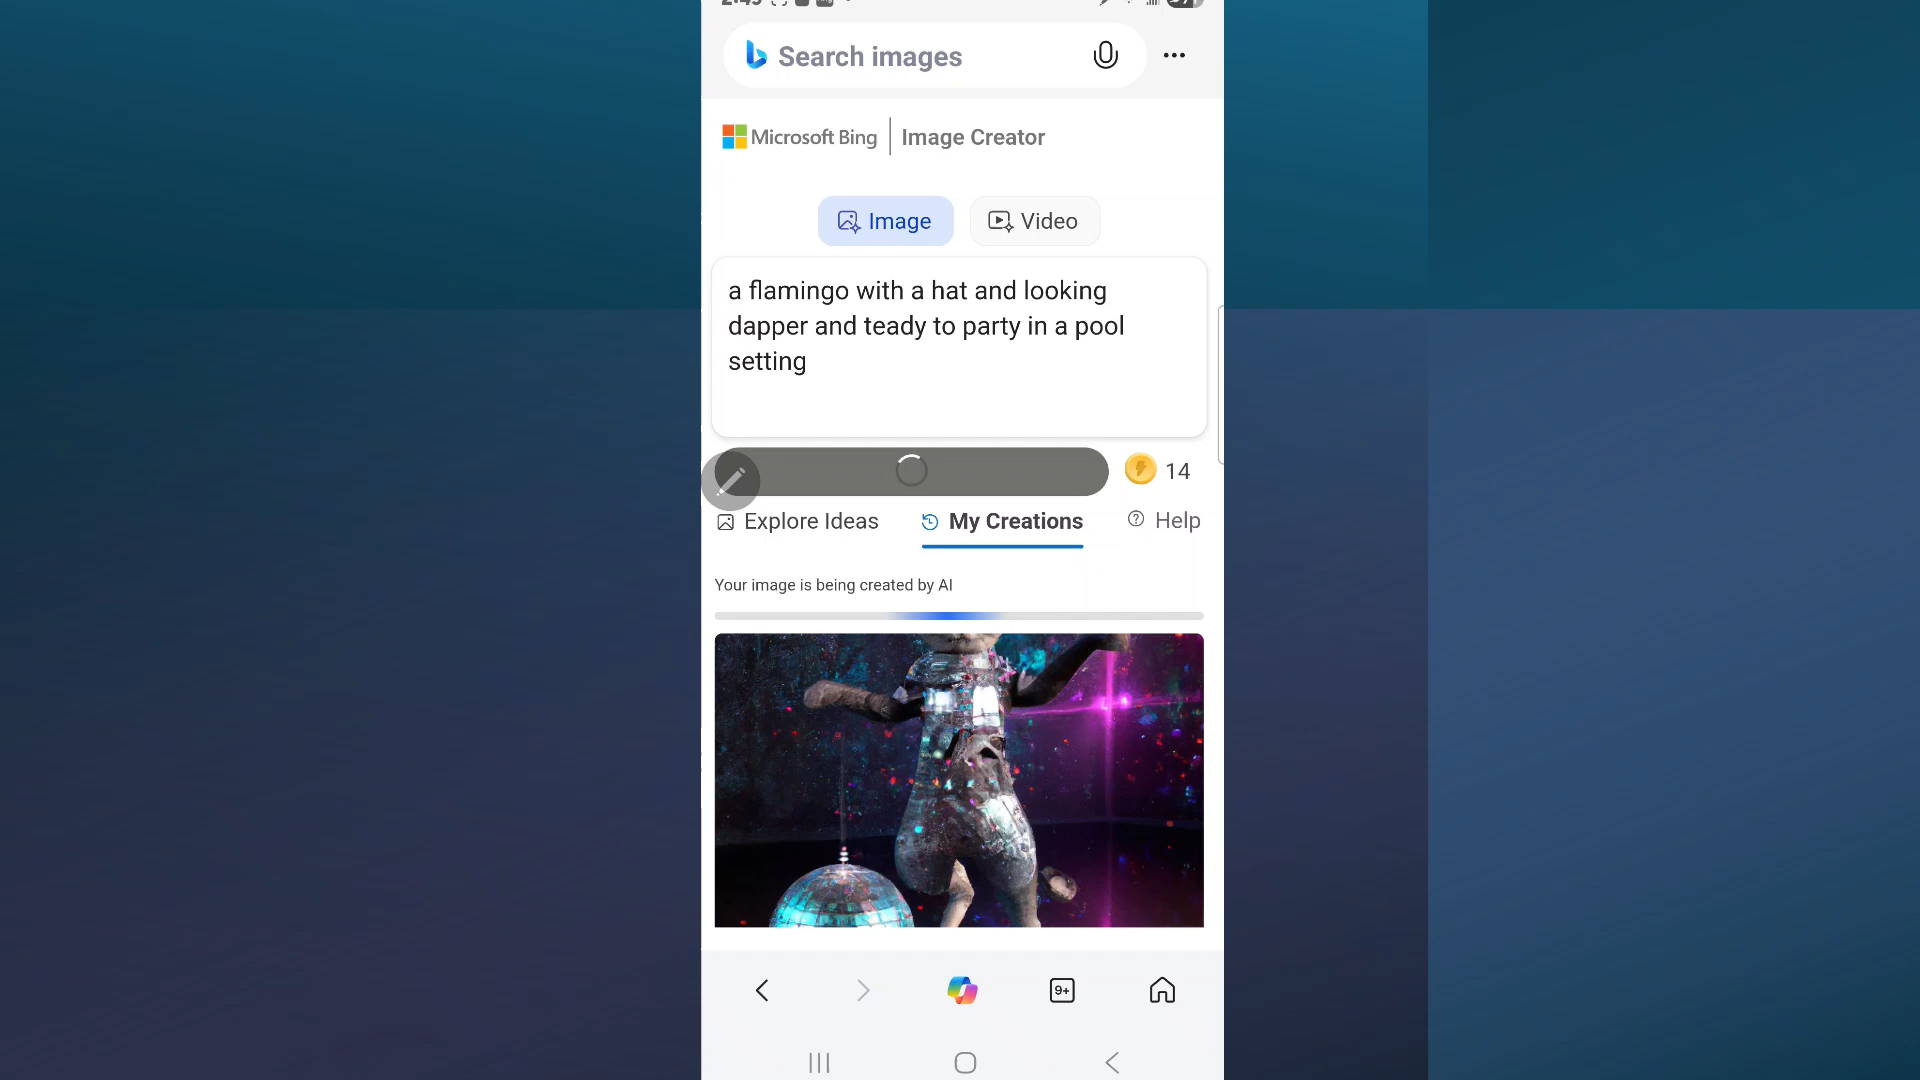 Search images
Microsoft Bing | Image Creator
Image
Video
a flamingo with a hat and looking
dapper and teady to party in a pool
setting
14
Explore Ideas
My Creations
Help
Your image is being created by AI
9+